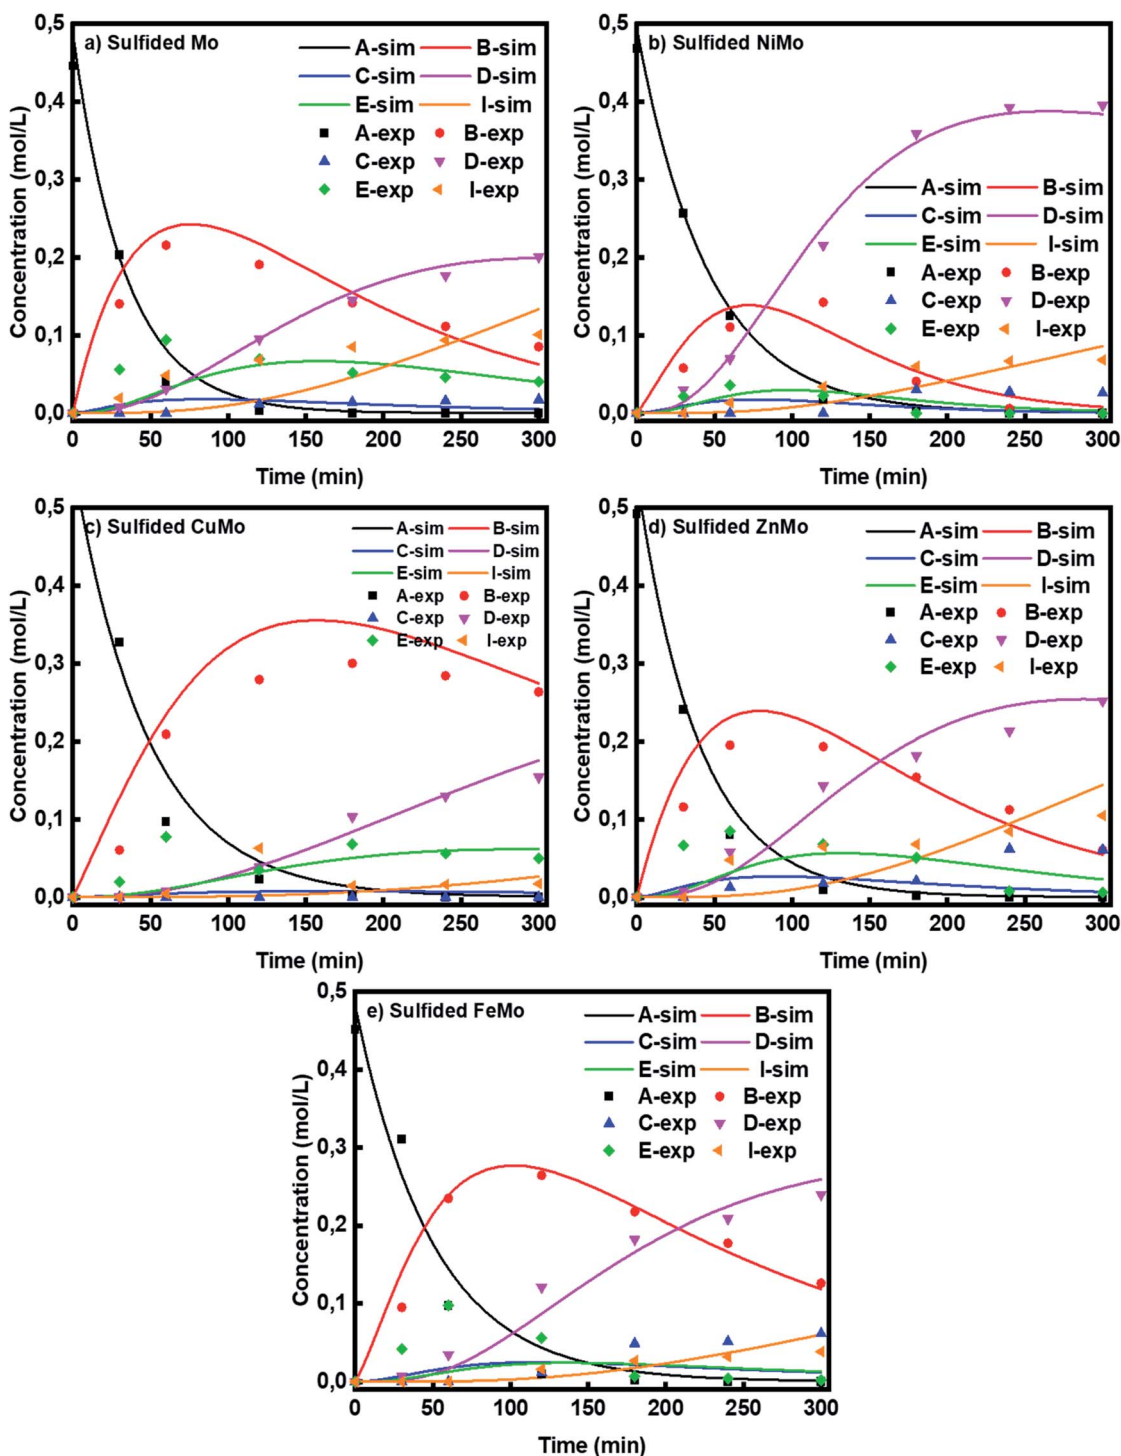 a) Sulfided Mo
A-sim B-sim
C-sim D-sim
E-sim I-sim
A-exp B-exp
C-exp D-exp
E-exp I-exp
Concentration (mol/L)
0,5
0,4
0,3
0,2
0,1
0,0
0 50 100 150 200 250 300
Time (min)
b) Sulfided NiMo
A-sim B-sim
C-sim D-sim
E-sim I-sim
A-exp B-exp
C-exp D-exp
E-exp I-exp
Concentration (mol/L)
0,5
0,4
0,3
0,2
0,1
0,0
0 50 100 150 200 250 300
Time (min)
c) Sulfided CuMo
A-sim B-sim
C-sim D-sim
E-sim I-sim
A-exp B-exp
C-exp D-exp
E-exp I-exp
Concentration (mol/L)
0,5
0,4
0,3
0,2
0,1
0,0
0 50 100 150 200 250 300
Time (min)
d) Sulfided ZnMo
A-sim B-sim
C-sim D-sim
E-sim I-sim
A-exp B-exp
C-exp D-exp
E-exp I-exp
Concentration (mol/L)
0,5
0,4
0,3
0,2
0,1
0,0
0 50 100 150 200 250 300
Time (min)
e) Sulfided FeMo
A-sim B-sim
C-sim D-sim
E-sim I-sim
A-exp B-exp
C-exp D-exp
E-exp I-exp
Concentration (mol/L)
0,5
0,4
0,3
0,2
0,1
0,0
0 50 100 150 200 250 300
Time (min)